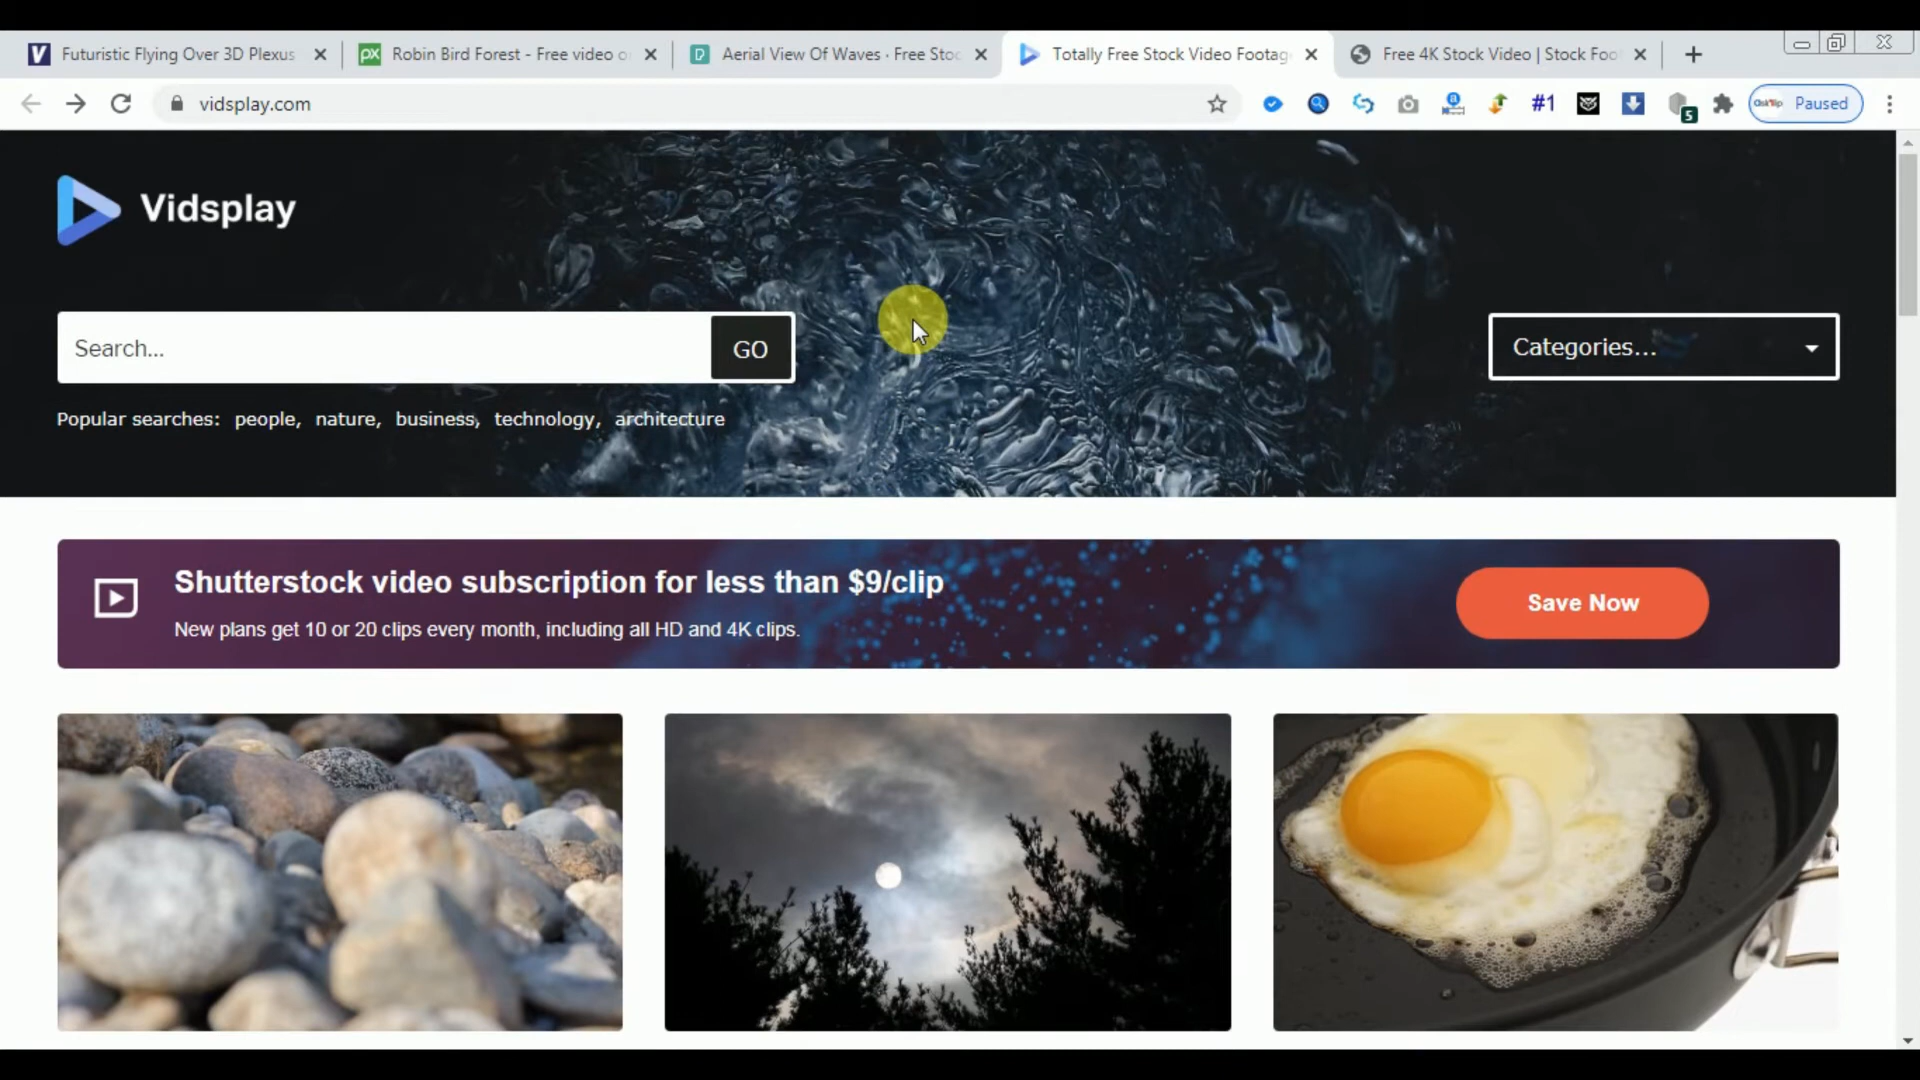 Futuristic Flying Over 3D Plexus
Robin Bird Forest - Free video o
Aerial View Of Waves · Free Stoc
Totally Free Stock Video Footag
Free 4K Stock Video | Stock Foo
vidsplay.com
#1
5
Paused
Vidsplay
Search...
GO
Categories...
Popular searches: people, nature, business, technology, architecture
Shutterstock video subscription for less than $9/clip
New plans get 10 or 20 clips every month, including all HD and 4K clips.
Save Now